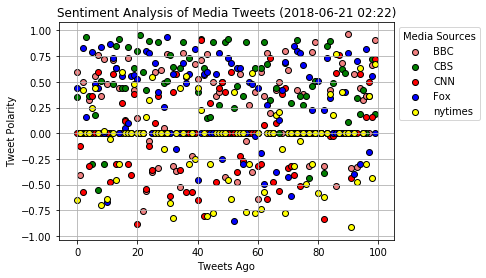 Sentiment Analysis of Media Tweets (2018-06-21 02:22)
Media Sources
BBC
CBS
CNN
Fox
nytimes
Tweet Polarity
1.00
0.75
0.50
0.25
0.00
−0.25
−0.50
−0.75
−1.00
0 20 40 60 80 100
Tweets Ago